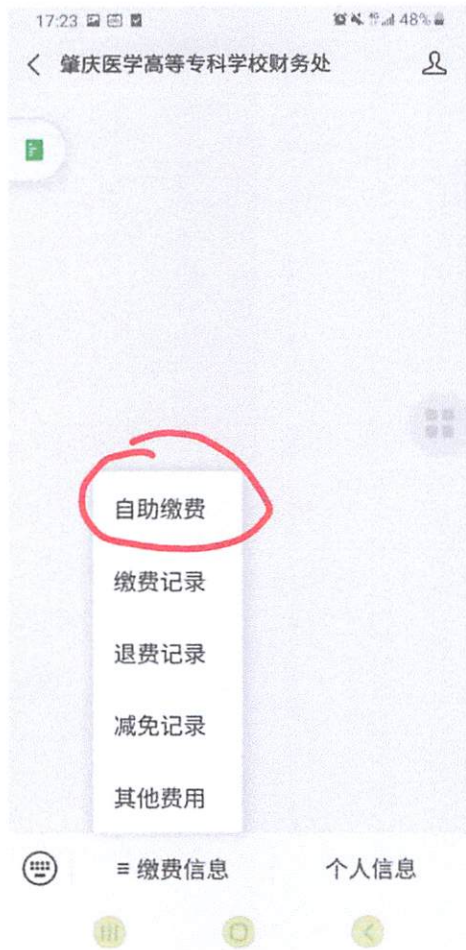 17:23
48%
肇庆医学高等专科学校财务处
自助缴费
缴费记录
退费记录
减免记录
其他费用
缴费信息
个人信息